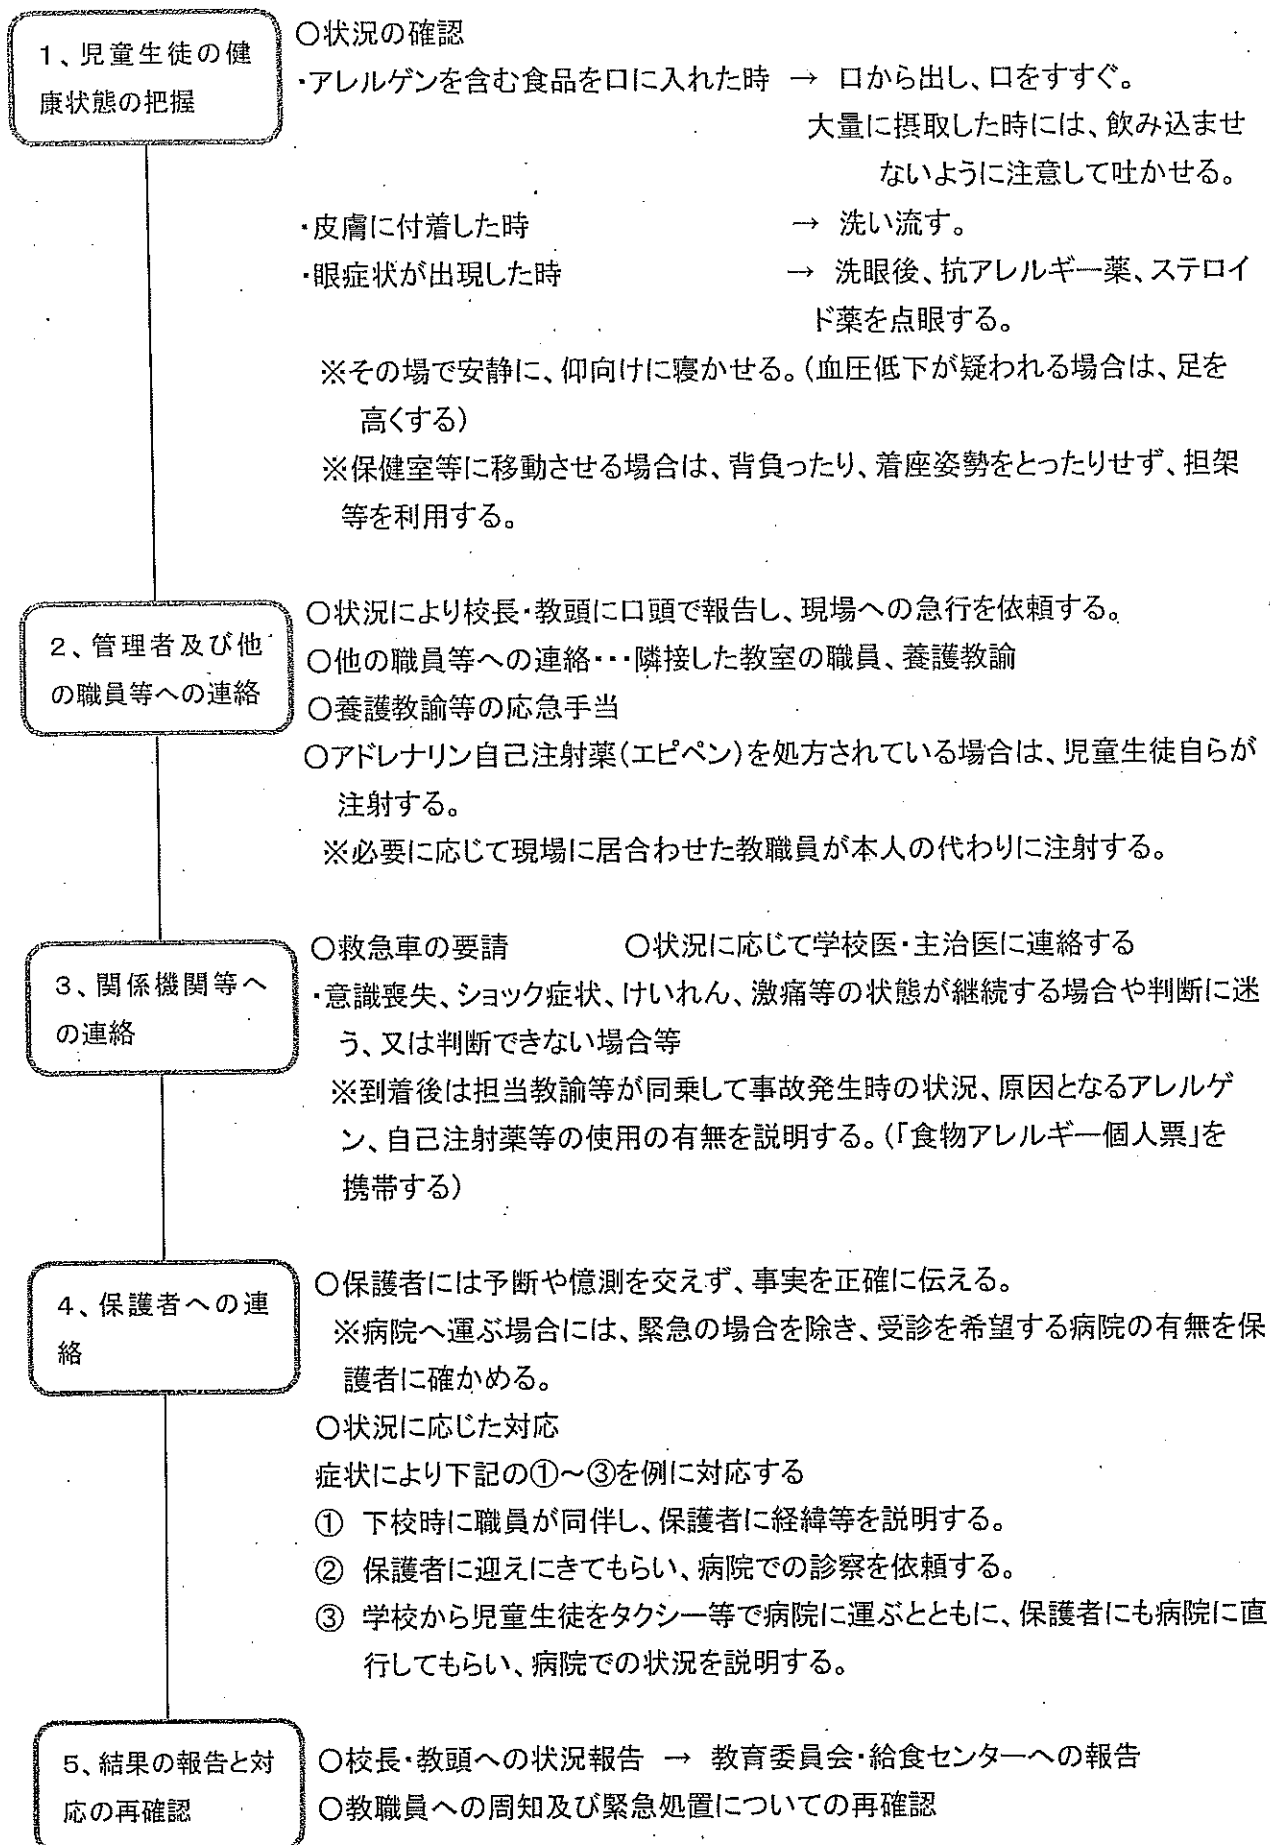 1、児童生徒の健
康状態の把握
○状況の確認
・アレルゲンを含む食品を口に入れた時 → 口から出し、口をすすぐ。
大量に摂取した時には、飲み込ませ
ないように注意して吐かせる。
・皮膚に付着した時 → 洗い流す。
・眼症状が出現した時 → 洗眼後、抗アレルギー薬、ステロイ
ド薬を点眼する。
※その場で安静に、仰向けに寝かせる。(血圧低下が疑われる場合は、足を
高くする)
※保健室等に移動させる場合は、背負ったり、着座姿勢をとったりせず、担架
等を利用する。
2、管理者及び他
の職員等への連絡
○状況により校長・教頭に口頭で報告し、現場への急行を依頼する。
○他の職員等への連絡・・・隣接した教室の職員、養護教諭
○養護教諭等の応急手当
○アドレナリン自己注射薬(エピペン)を処方されている場合は、児童生徒自らが
注射する。
※必要に応じて現場に居合わせた教職員が本人の代わりに注射する。
3、関係機関等へ
の連絡
○救急車の要請 ○状況に応じて学校医・主治医に連絡する
・意識喪失、ショック症状、けいれん、激痛等の状態が継続する場合や判断に迷
う、又は判断できない場合等
※到着後は担当教諭等が同乗して事故発生時の状況、原因となるアレルゲ
ン、自己注射薬等の使用の有無を説明する。(「食物アレルギー個人票」を
携帯する)
4、保護者への連
絡
○保護者には予断や憶測を交えず、事実を正確に伝える。
※病院へ運ぶ場合には、緊急の場合を除き、受診を希望する病院の有無を保
護者に確かめる。
○状況に応じた対応
症状により下記の①～③を例に対応する
① 下校時に職員が同伴し、保護者に経緯等を説明する。
② 保護者に迎えにきてもらい、病院での診察を依頼する。
③ 学校から児童生徒をタクシー等で病院に運ぶとともに、保護者にも病院に直
行してもらい、病院での状況を説明する。
5、結果の報告と対
応の再確認
○校長・教頭への状況報告 → 教育委員会・給食センターへの報告
○教職員への周知及び緊急処置についての再確認